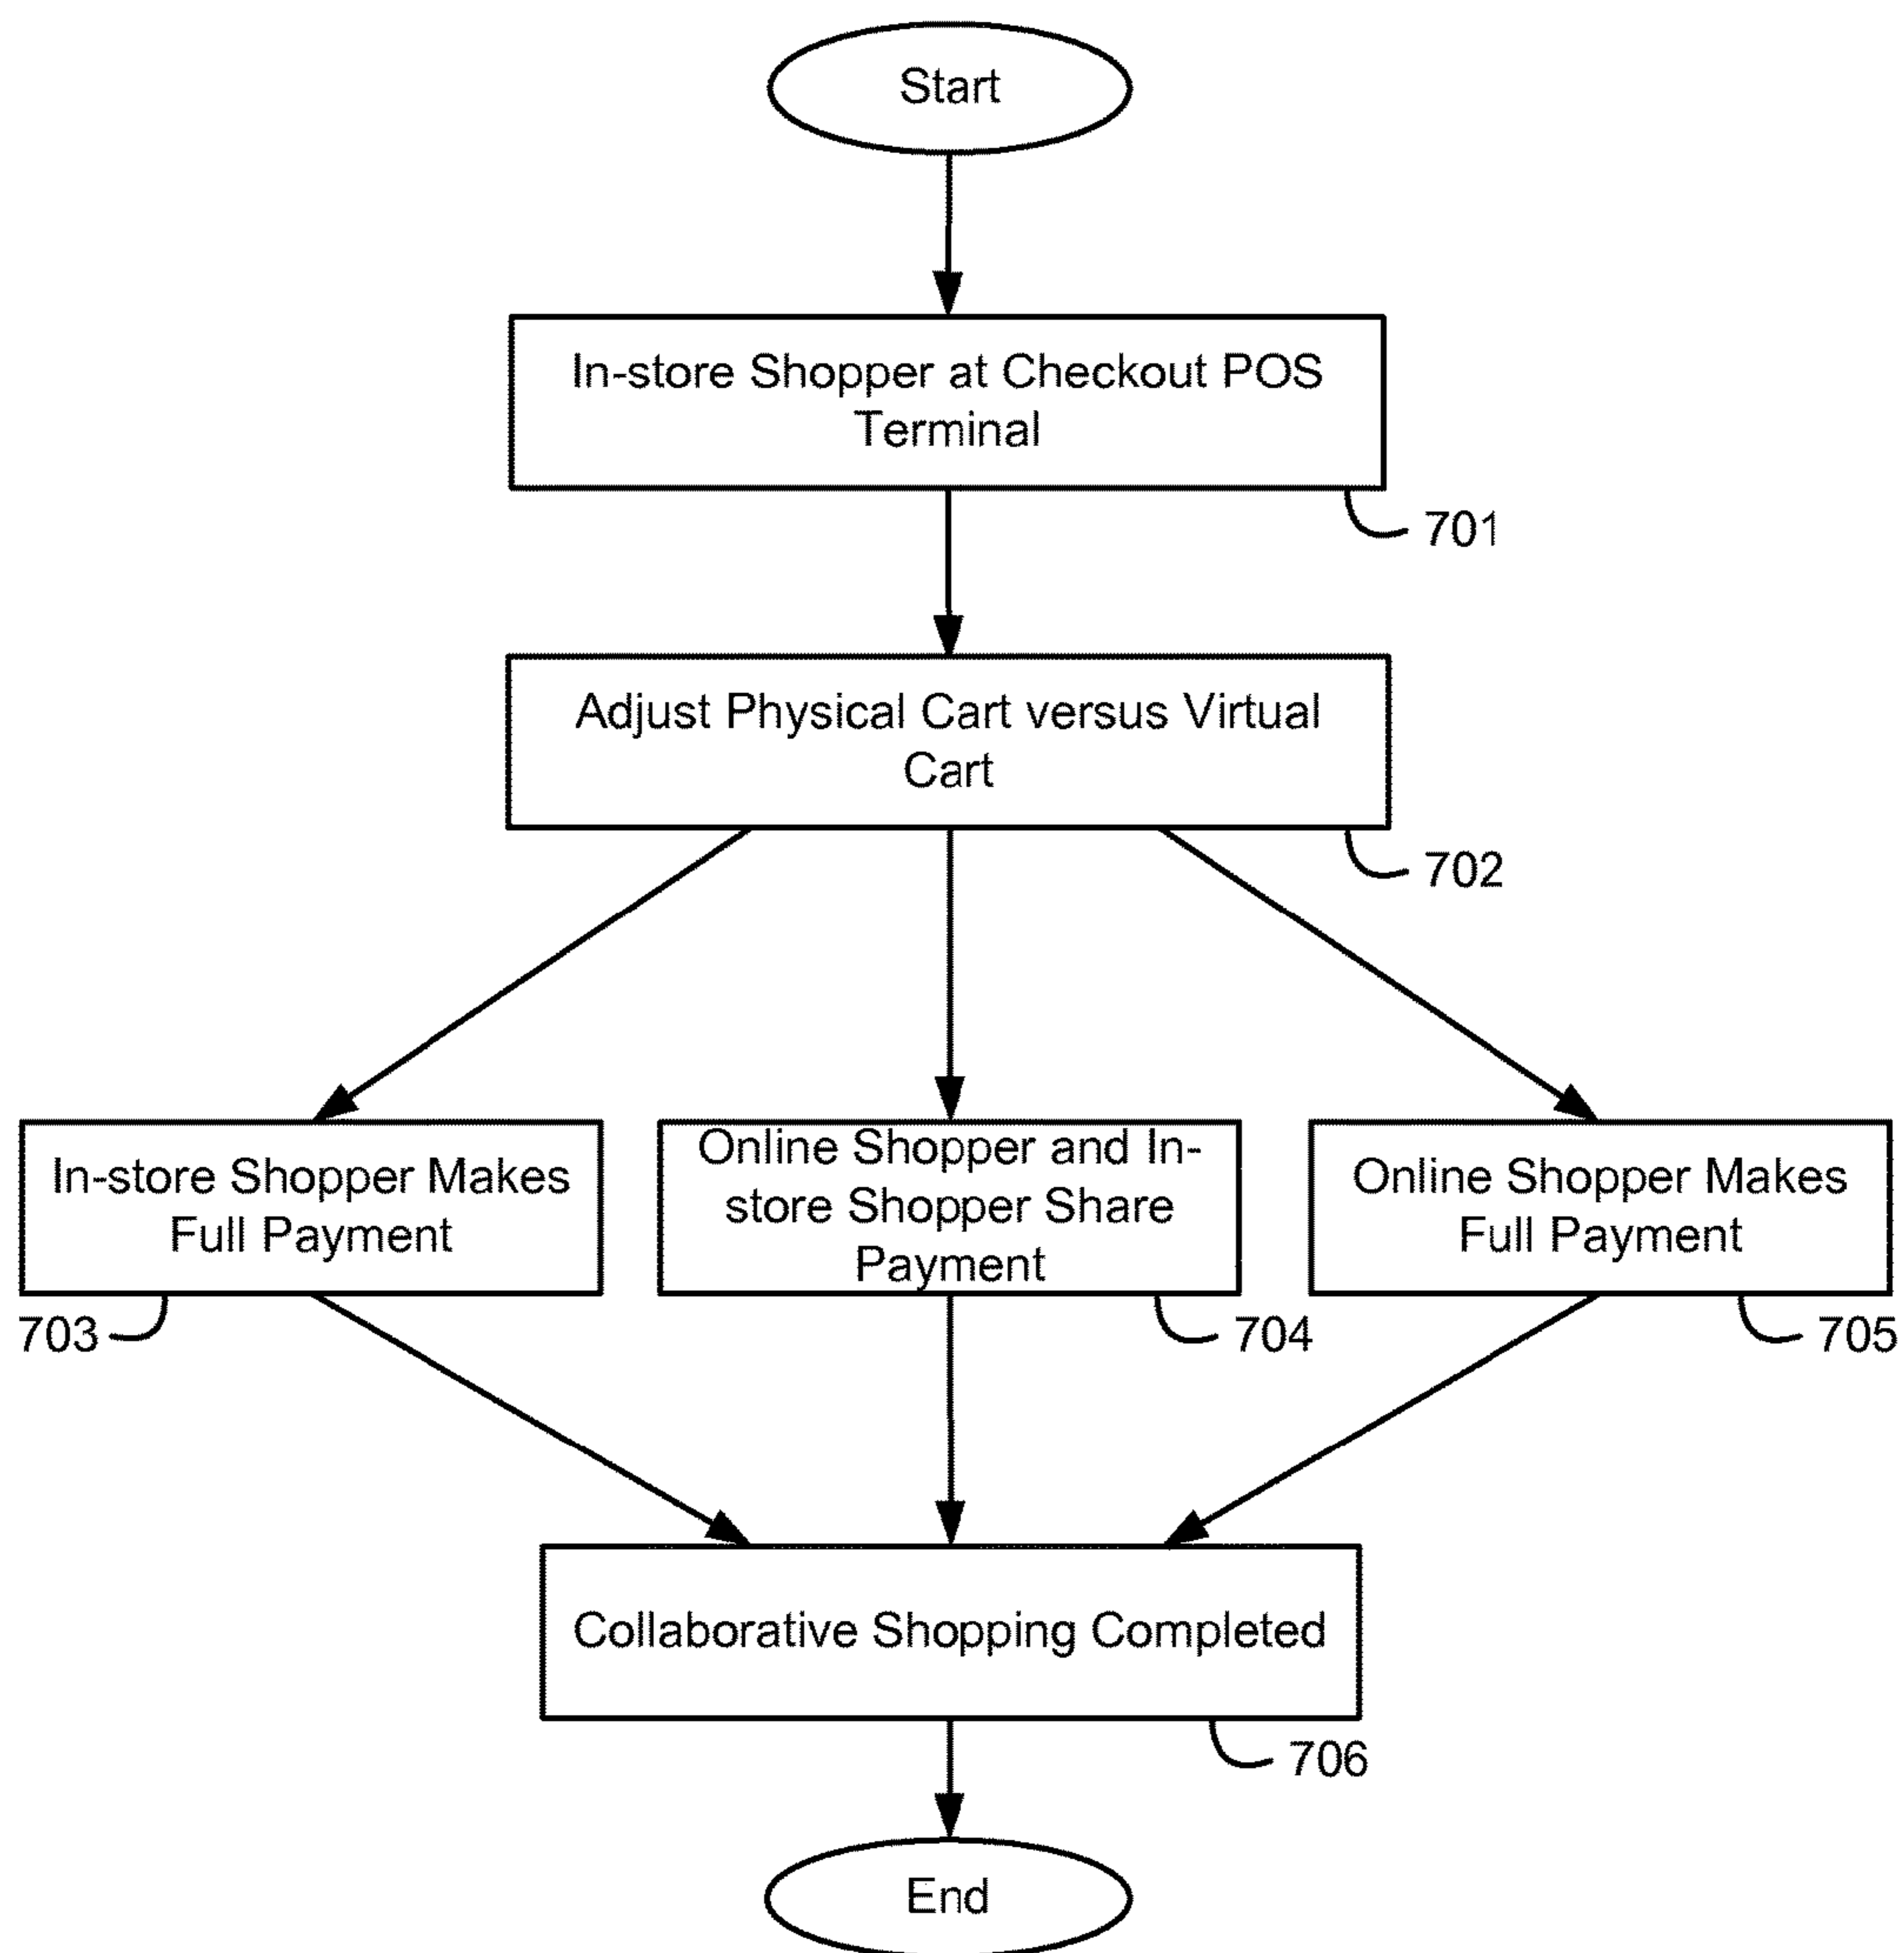 Start
In-store Shopper at Checkout POS
Terminal
701
Adjust Physical Cart versus Virtual
Cart
702
In-store Shopper Makes
Full Payment
703
Online Shopper and In-
store Shopper Share
Payment
704
Online Shopper Makes
Full Payment
705
Collaborative Shopping Completed
706
End